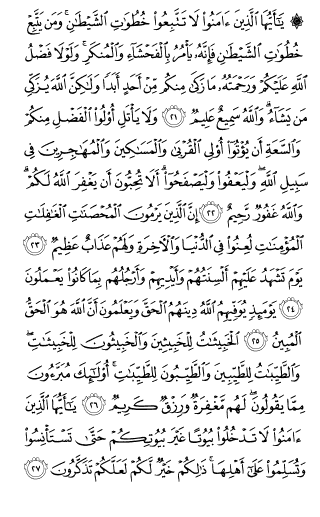 ۞ يَٰٓأَيُّهَا ٱلَّذِينَ ءَامَنُوا۟ لَا تَتَّبِعُوا۟ خُطُوَٰتِ ٱلشَّيْطَٰنِ ۚ وَمَن يَتَّبِعْ
خُطُوَٰتِ ٱلشَّيْطَٰنِ فَإِنَّهُۥ يَأْمُرُ بِٱلْفَحْشَآءِ وَٱلْمُنكَرِ ۚ وَلَوْلَا فَضْلُ
ٱللَّهِ عَلَيْكُمْ وَرَحْمَتُهُۥ مَا زَكَىٰ مِنكُم مِّنْ أَحَدٍ أَبَدًا وَلَٰكِنَّ ٱللَّهَ يُزَكِّى
مَن يَشَآءُ ۗ وَٱللَّهُ سَمِيعٌ عَلِيمٌ ٢١ وَلَا يَأْتَلِ أُو۟لُوا۟ ٱلْفَضْلِ مِنكُمْ
وَٱلسَّعَةِ أَن يُؤْتُوٓا۟ أُو۟لِى ٱلْقُرْبَىٰ وَٱلْمَسَٰكِينَ وَٱلْمُهَٰجِرِينَ فِى
سَبِيلِ ٱللَّهِ ۖ وَلْيَعْفُوا۟ وَلْيَصْفَحُوٓا۟ ۗ أَلَا تُحِبُّونَ أَن يَغْفِرَ ٱللَّهُ لَكُمْ ۗ
وَٱللَّهُ غَفُورٌ رَّحِيمٌ ٢٢ إِنَّ ٱلَّذِينَ يَرْمُونَ ٱلْمُحْصَنَٰتِ ٱلْغَٰفِلَٰتِ
ٱلْمُؤْمِنَٰتِ لُعِنُوا۟ فِى ٱلدُّنْيَا وَٱلْءَاخِرَةِ وَلَهُمْ عَذَابٌ عَظِيمٌ ٢٣
يَوْمَ تَشْهَدُ عَلَيْهِمْ أَلْسِنَتُهُمْ وَأَيْدِيهِمْ وَأَرْجُلُهُم بِمَا كَانُوا۟ يَعْمَلُونَ
٢٤ يَوْمَئِذٍ يُوَفِّيهِمُ ٱللَّهُ دِينَهُمُ ٱلْحَقَّ وَيَعْلَمُونَ أَنَّ ٱللَّهَ هُوَ ٱلْحَقُّ
ٱلْمُبِينُ ٢٥ ٱلْخَبِيثَٰتُ لِلْخَبِيثِينَ وَٱلْخَبِيثُونَ لِلْخَبِيثَٰتِ ۖ
وَٱلطَّيِّبَٰتُ لِلطَّيِّبِينَ وَٱلطَّيِّبُونَ لِلطَّيِّبَٰتِ ۚ أُو۟لَٰٓئِكَ مُبَرَّءُونَ
مِمَّا يَقُولُونَ ۖ لَهُم مَّغْفِرَةٌ وَرِزْقٌ كَرِيمٌ ٢٦ يَٰٓأَيُّهَا ٱلَّذِينَ
ءَامَنُوا۟ لَا تَدْخُلُوا۟ بُيُوتًا غَيْرَ بُيُوتِكُمْ حَتَّىٰ تَسْتَأْنِسُوا۟
وَتُسَلِّمُوا۟ عَلَىٰٓ أَهْلِهَا ۚ ذَٰلِكُمْ خَيْرٌ لَّكُمْ لَعَلَّكُمْ تَذَكَّرُونَ ٢٧